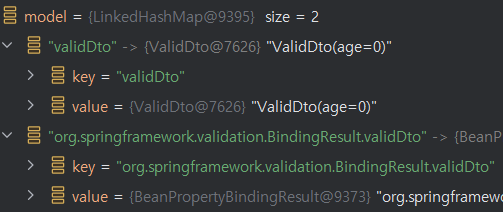 model = {LinkedHashMap@9395} size = 2
"validDto" -> {ValidDto@7626} "ValidDto(age=0)"
key = "validDto"
value = {ValidDto@7626} "ValidDto(age=0)"
"org.springframework.validation.BindingResult.validDto" -> {BeanP
key = "org.springframework.validation.BindingResult.validDto"
value = {BeanPropertyBindingResult@9373} "org.springframew